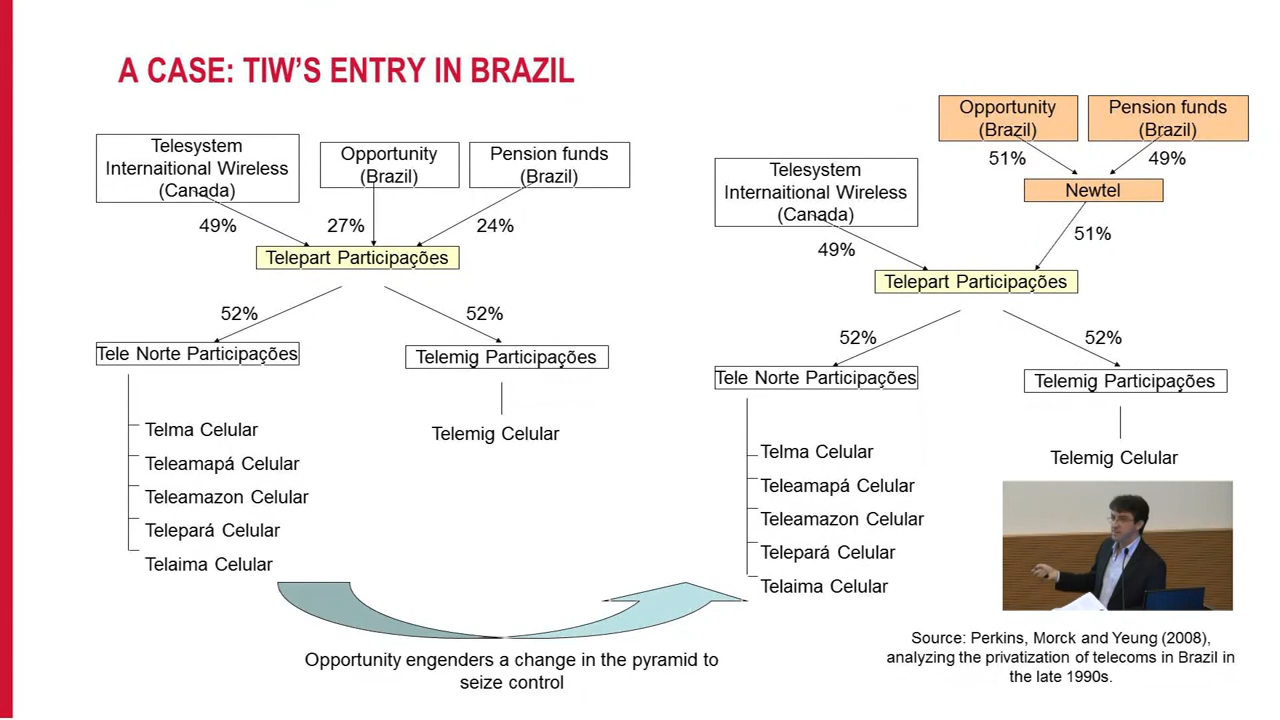 A CASE: TIW'S ENTRY IN BRAZIL
Telesystem
Internaitional Wireless
(Canada)
Opportunity
(Brazil)
Pension funds
(Brazil)
49%
27%
24%
Telepart Participações
52%
52%
Tele Norte Participações
Telemig Participações
Telma Celular
Teleamapá Celular
Teleamazon Celular
Telepará Celular
Telaima Celular
Telemig Celular
Opportunity
(Brazil)
Pension funds
(Brazil)
51%
49%
Newtel
Telesystem
Internaitional Wireless
(Canada)
49%
51%
Telepart Participações
52%
52%
Tele Norte Participações
Telemig Participações
Telma Celular
Teleamapá Celular
Teleamazon Celular
Telepará Celular
Telaima Celular
Telemig Celular
Opportunity engenders a change in the pyramid to
seize control
Source: Perkins, Morck and Yeung (2008),
analyzing the privatization of telecoms in Brazil in
the late 1990s.